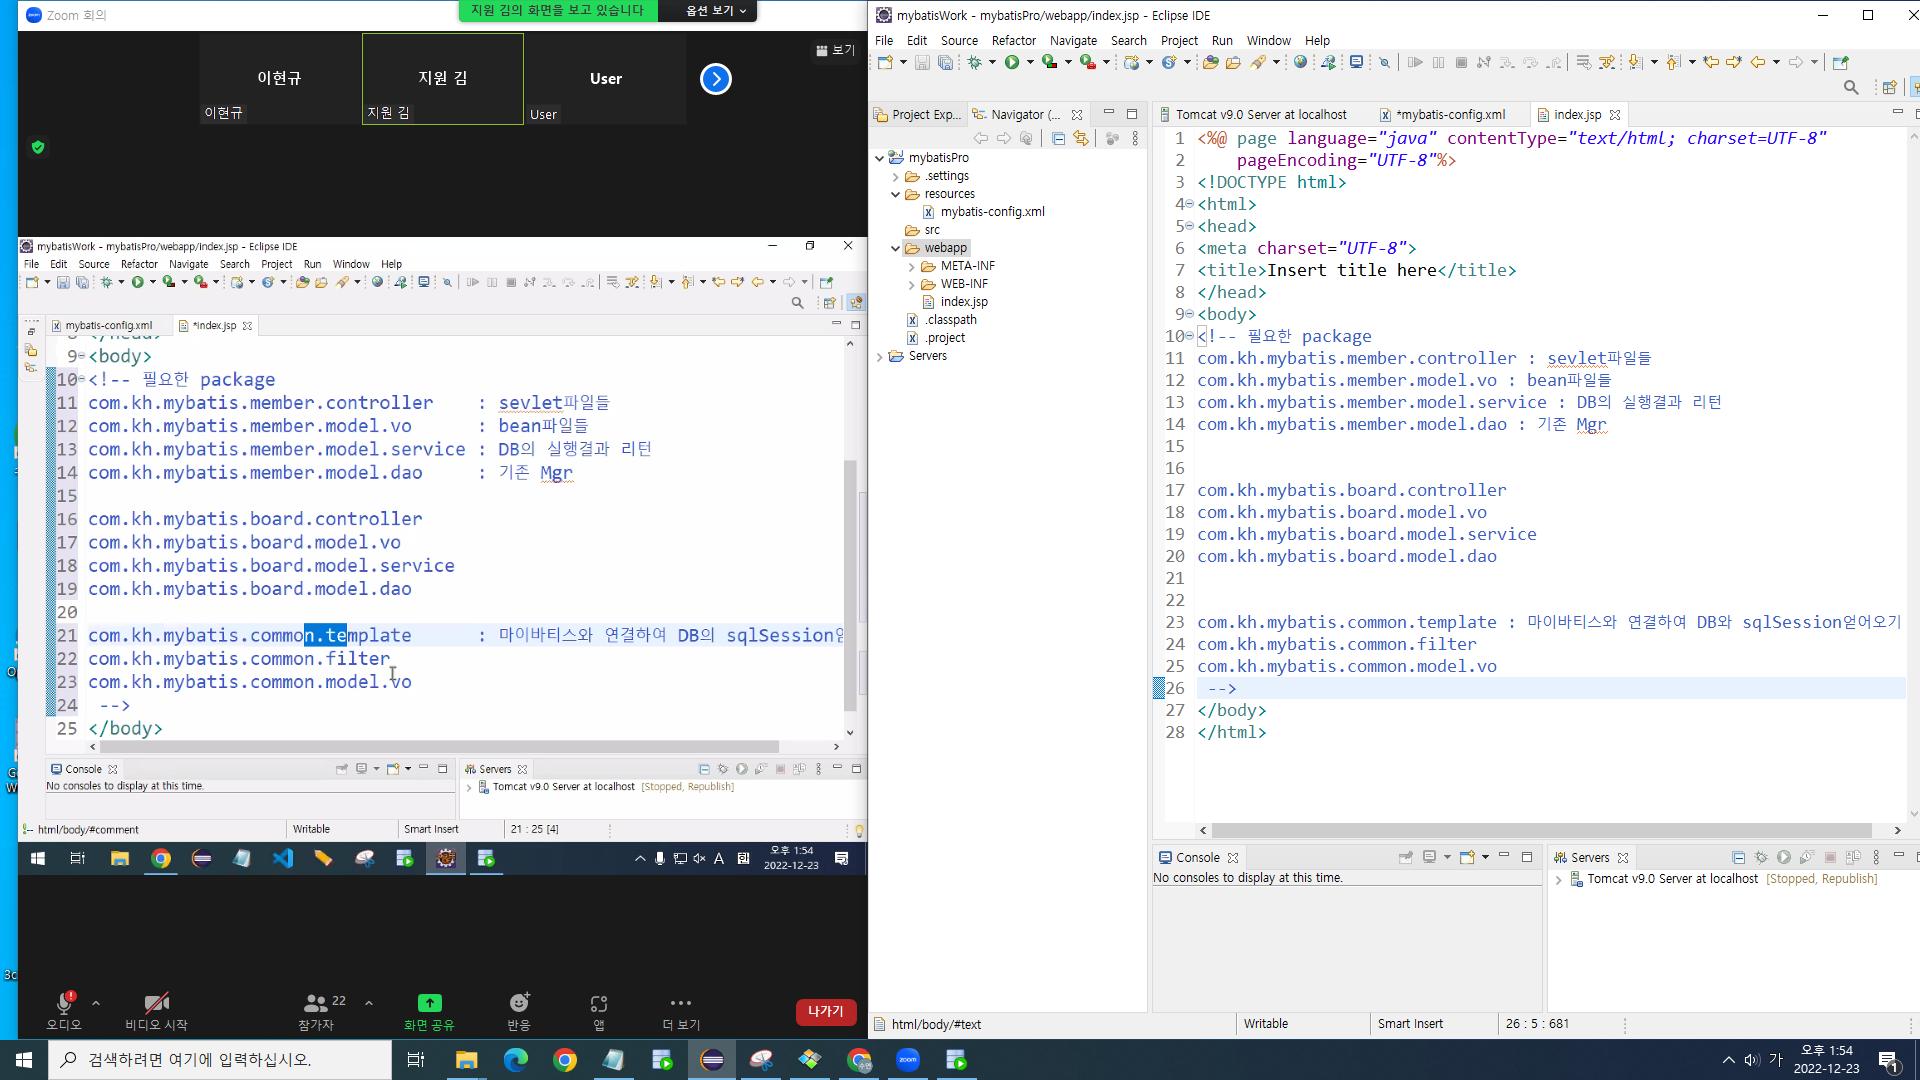 Zoom 회의
지원 김의 화면을 보고 있습니다
옵션 보기
보기
이현규
지원 김
User
이현규
지원 김
User
mybatisWork - mybatisPro/webapp/index.jsp - Eclipse IDE
File Edit Source Refactor Navigate Search Project Run Window Help
mybatis-config.xml
*index.jsp
9 <body>
10 <!-- 필요한 package
11 com.kh.mybatis.member.controller : sevlet파일들
12 com.kh.mybatis.member.model.vo : bean파일들
13 com.kh.mybatis.member.model.service : DB의 실행결과 리턴
14 com.kh.mybatis.member.model.dao : 기존 Mgr
15
16 com.kh.mybatis.board.controller
17 com.kh.mybatis.board.model.vo
18 com.kh.mybatis.board.model.service
19 com.kh.mybatis.board.model.dao
20
21 com.kh.mybatis.common.template : 마이바티스와 연결하여 DB의 sqlSession얻
22 com.kh.mybatis.common.filter
23 com.kh.mybatis.common.model.vo
24 -->
25 </body>
Console
No consoles to display at this time.
Servers
Tomcat v9.0 Server at localhost [Stopped, Republish]
html/body/#comment
Writable
Smart Insert
21 : 25 [4]
A
오후 1:54
2022-12-23
오디오
비디오 시작
22
참가자
화면 공유
반응
앱
더 보기
나가기
mybatisWork - mybatisPro/webapp/index.jsp - Eclipse IDE
File Edit Source Refactor Navigate Search Project Run Window Help
Project Exp...
Navigator (...
mybatisPro
.settings
resources
mybatis-config.xml
src
webapp
META-INF
WEB-INF
index.jsp
.classpath
.project
Servers
Tomcat v9.0 Server at localhost
*mybatis-config.xml
index.jsp
1 <%@ page language="java" contentType="text/html; charset=UTF-8"
2 pageEncoding="UTF-8"%>
3 <!DOCTYPE html>
4 <html>
5 <head>
6 <meta charset="UTF-8">
7 <title>Insert title here</title>
8 </head>
9 <body>
10 <!-- 필요한 package
11 com.kh.mybatis.member.controller : sevlet파일들
12 com.kh.mybatis.member.model.vo : bean파일들
13 com.kh.mybatis.member.model.service : DB의 실행결과 리턴
14 com.kh.mybatis.member.model.dao : 기존 Mgr
15
16
17 com.kh.mybatis.board.controller
18 com.kh.mybatis.board.model.vo
19 com.kh.mybatis.board.model.service
20 com.kh.mybatis.board.model.dao
21
22
23 com.kh.mybatis.common.template : 마이바티스와 연결하여 DB와 sqlSession얻어오기
24 com.kh.mybatis.common.filter
25 com.kh.mybatis.common.model.vo
26 -->
27 </body>
28 </html>
Console
No consoles to display at this time.
Servers
Tomcat v9.0 Server at localhost [Stopped, Republish]
html/body/#text
Writable
Smart Insert
26 : 5 : 681
검색하려면 여기에 입력하십시오.
zoom
가
오후 1:54
2022-12-23
1